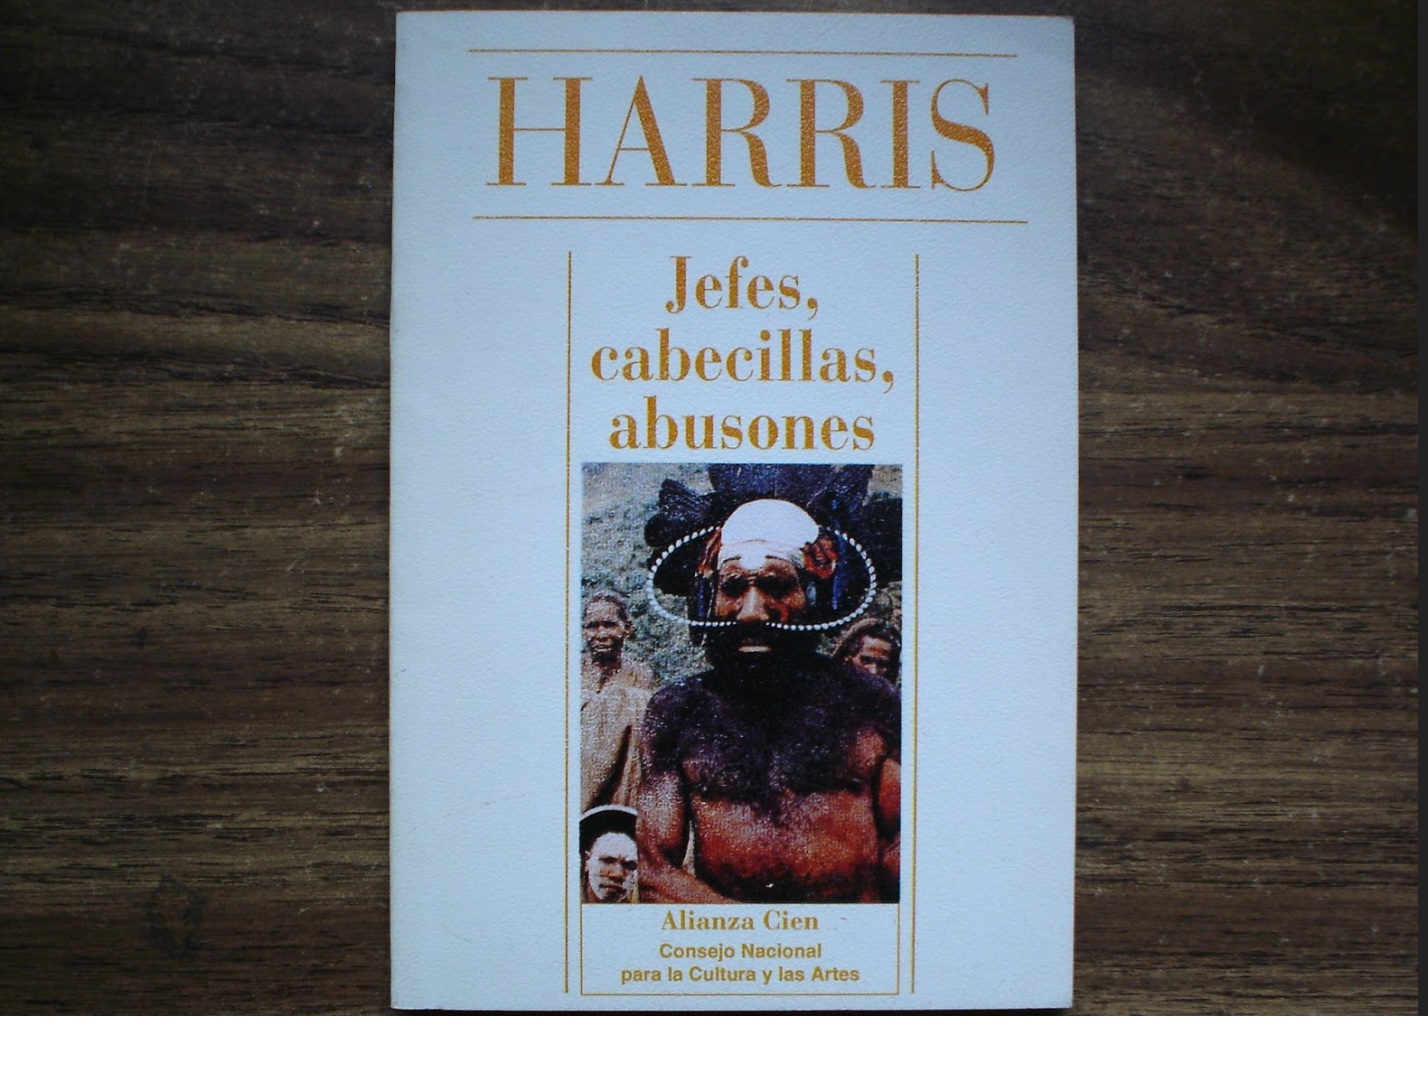 HARRIS
Jefes,
cabecillas,
abusones
Alianza Cien
Consejo Nacional
para la Cultura y las Artes